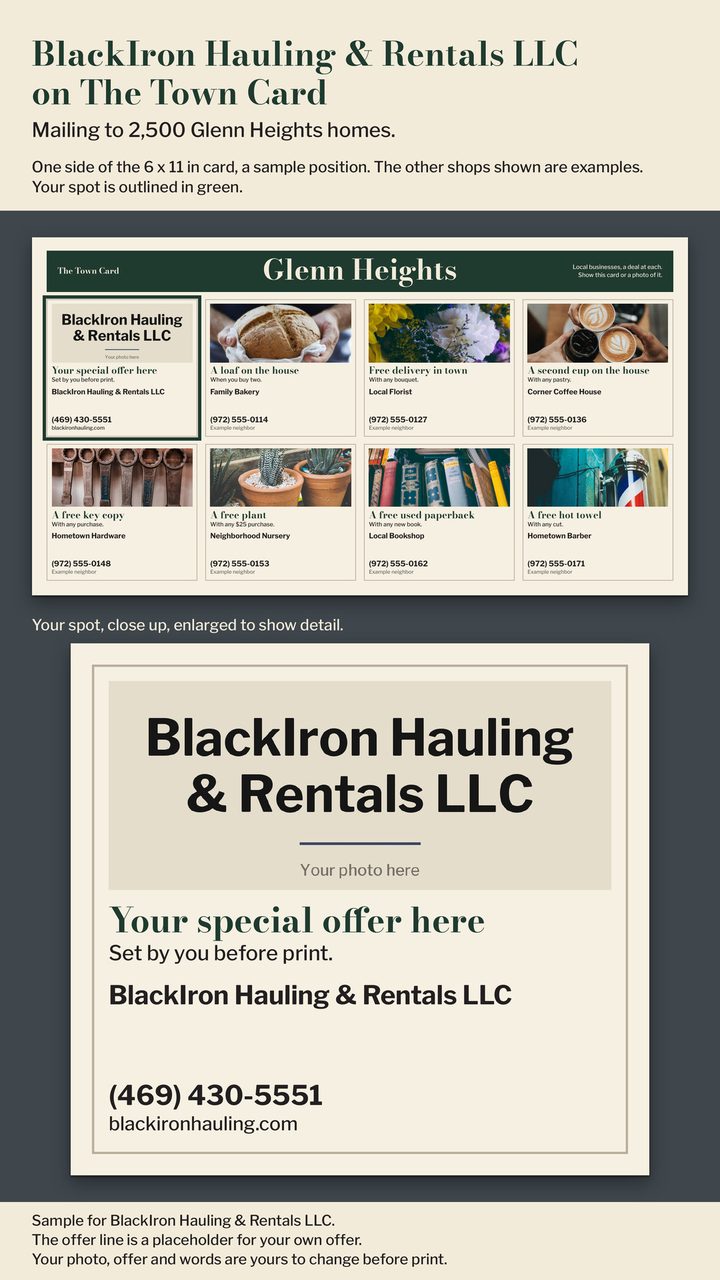 BlackIron Hauling & Rentals LLC
on The Town Card
Mailing to 2,500 Glenn Heights homes.
One side of the 6 x 11 in card, a sample position. The other shops shown are examples.
Your spot is outlined in green.
The Town Card
Glenn Heights
Local businesses, a deal at each.
Show this card or a photo of it.
BlackIron Hauling
& Rentals LLC
Your photo here
Your special offer here
Set by you before print.
BlackIron Hauling & Rentals LLC
(469) 430-5551
blackironhauling.com
A loaf on the house
When you buy two.
Family Bakery
(972) 555-0114
Example neighbor
Free delivery in town
With any bouquet.
Local Florist
(972) 555-0127
Example neighbor
A second cup on the house
With any pastry.
Corner Coffee House
(972) 555-0136
Example neighbor
A free key copy
With any purchase.
Hometown Hardware
(972) 555-0148
Example neighbor
A free plant
With any $25 purchase.
Neighborhood Nursery
(972) 555-0153
Example neighbor
A free used paperback
With any new book.
Local Bookshop
(972) 555-0162
Example neighbor
A free hot towel
With any cut.
Hometown Barber
(972) 555-0171
Example neighbor
Your spot, close up, enlarged to show detail.
BlackIron Hauling
& Rentals LLC
Your photo here
Your special offer here
Set by you before print.
BlackIron Hauling & Rentals LLC
(469) 430-5551
blackironhauling.com
Sample for BlackIron Hauling & Rentals LLC.
The offer line is a placeholder for your own offer.
Your photo, offer and words are yours to change before print.